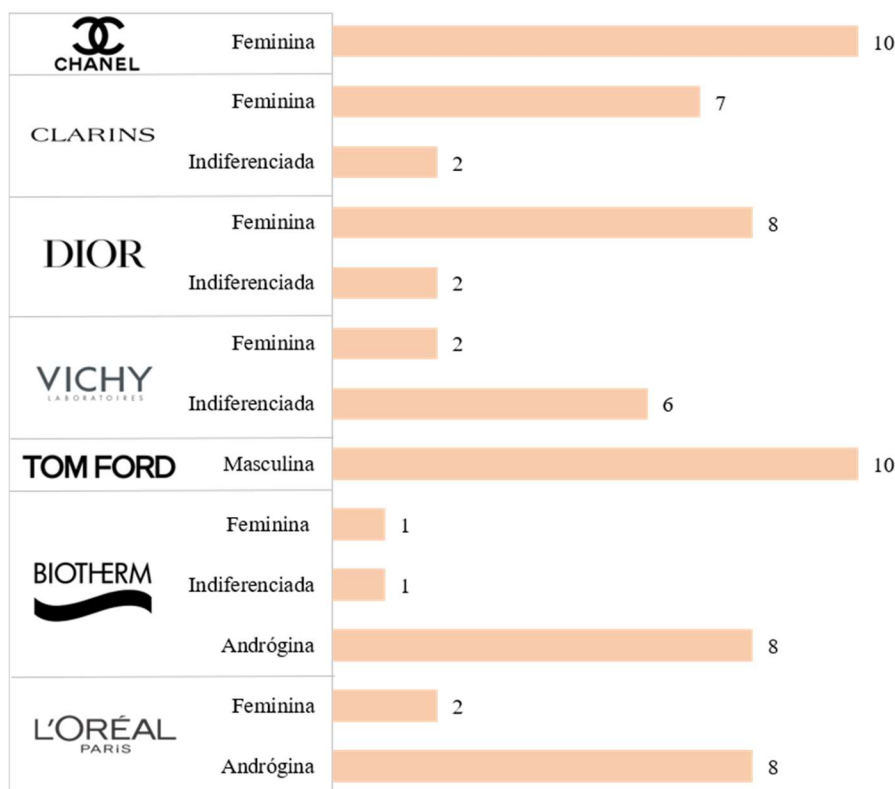 CHANEL
Feminina 10
CLARINS
Feminina 7
Indiferenciada 2
DIOR
Feminina 8
Indiferenciada 2
VICHY
LABORATOIRES
Feminina 2
Indiferenciada 6
TOM FORD
Masculina 10
BIOTHERM
Feminina 1
Indiferenciada 1
Andrógina 8
L'ORÉAL
PARIS
Feminina 2
Andrógina 8